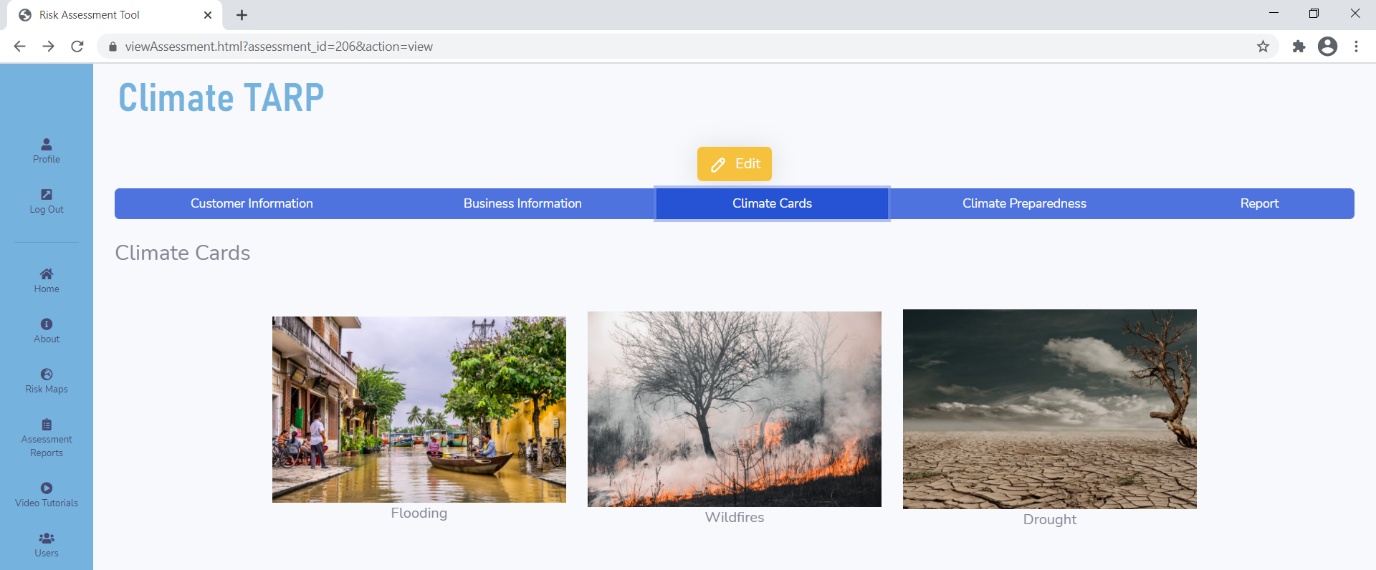 Risk Assessment Tool
viewAssessment.html?assessment_id=206&action=view
Climate TARP
Profile
Log Out
Home
About
Risk Maps
Assessment
Reports
Video Tutorials
Users
Edit
Customer Information
Business Information
Climate Cards
Climate Preparedness
Report
Climate Cards
Flooding
Wildfires
Drought